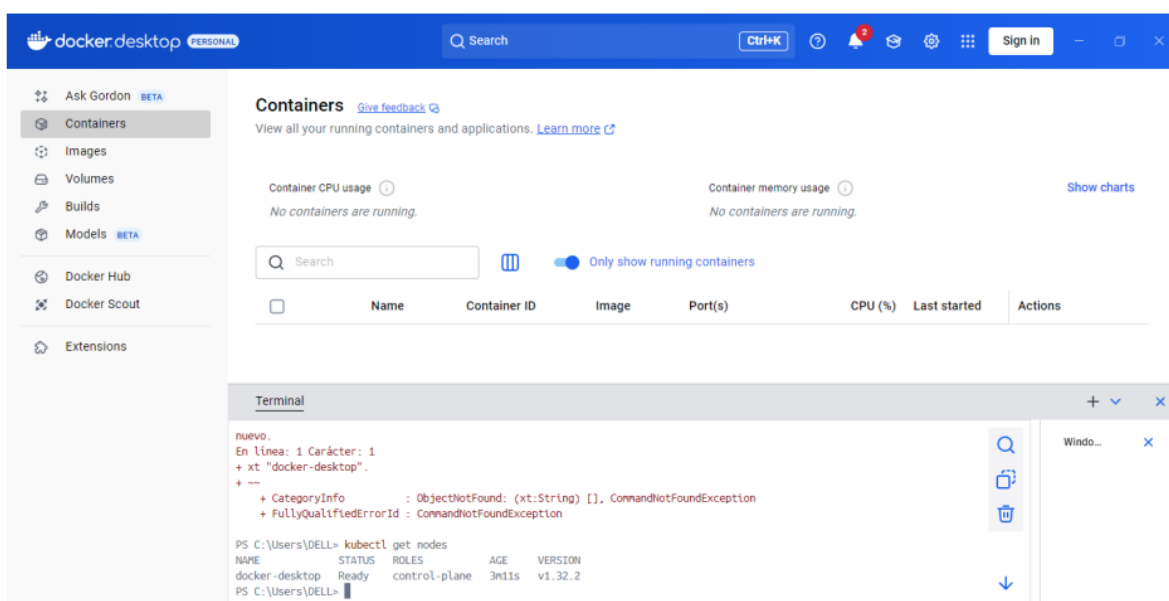 docker.desktop PERSONAL
Search Ctrl+K
2
Sign in
Ask Gordon BETA
Containers
Images
Volumes
Builds
Models BETA
Docker Hub
Docker Scout
Extensions
Containers Give feedback
View all your running containers and applications. Learn more
Container CPU usage
No containers are running.
Container memory usage
No containers are running.
Show charts
Search
Only show running containers
Name Container ID Image Port(s) CPU (%) Last started Actions
Terminal
nuevo.
En línea: 1 Carácter: 1
+ xt "docker-desktop".
+ ~~
+ CategoryInfo : ObjectNotFound: (xt:String) [], CommandNotFoundException
+ FullyQualifiedErrorId : CommandNotFoundException
PS C:\Users\DELL> kubectl get nodes
NAME STATUS ROLES AGE VERSION
docker-desktop Ready control-plane 3m11s v1.32.2
PS C:\Users\DELL>
Windo...